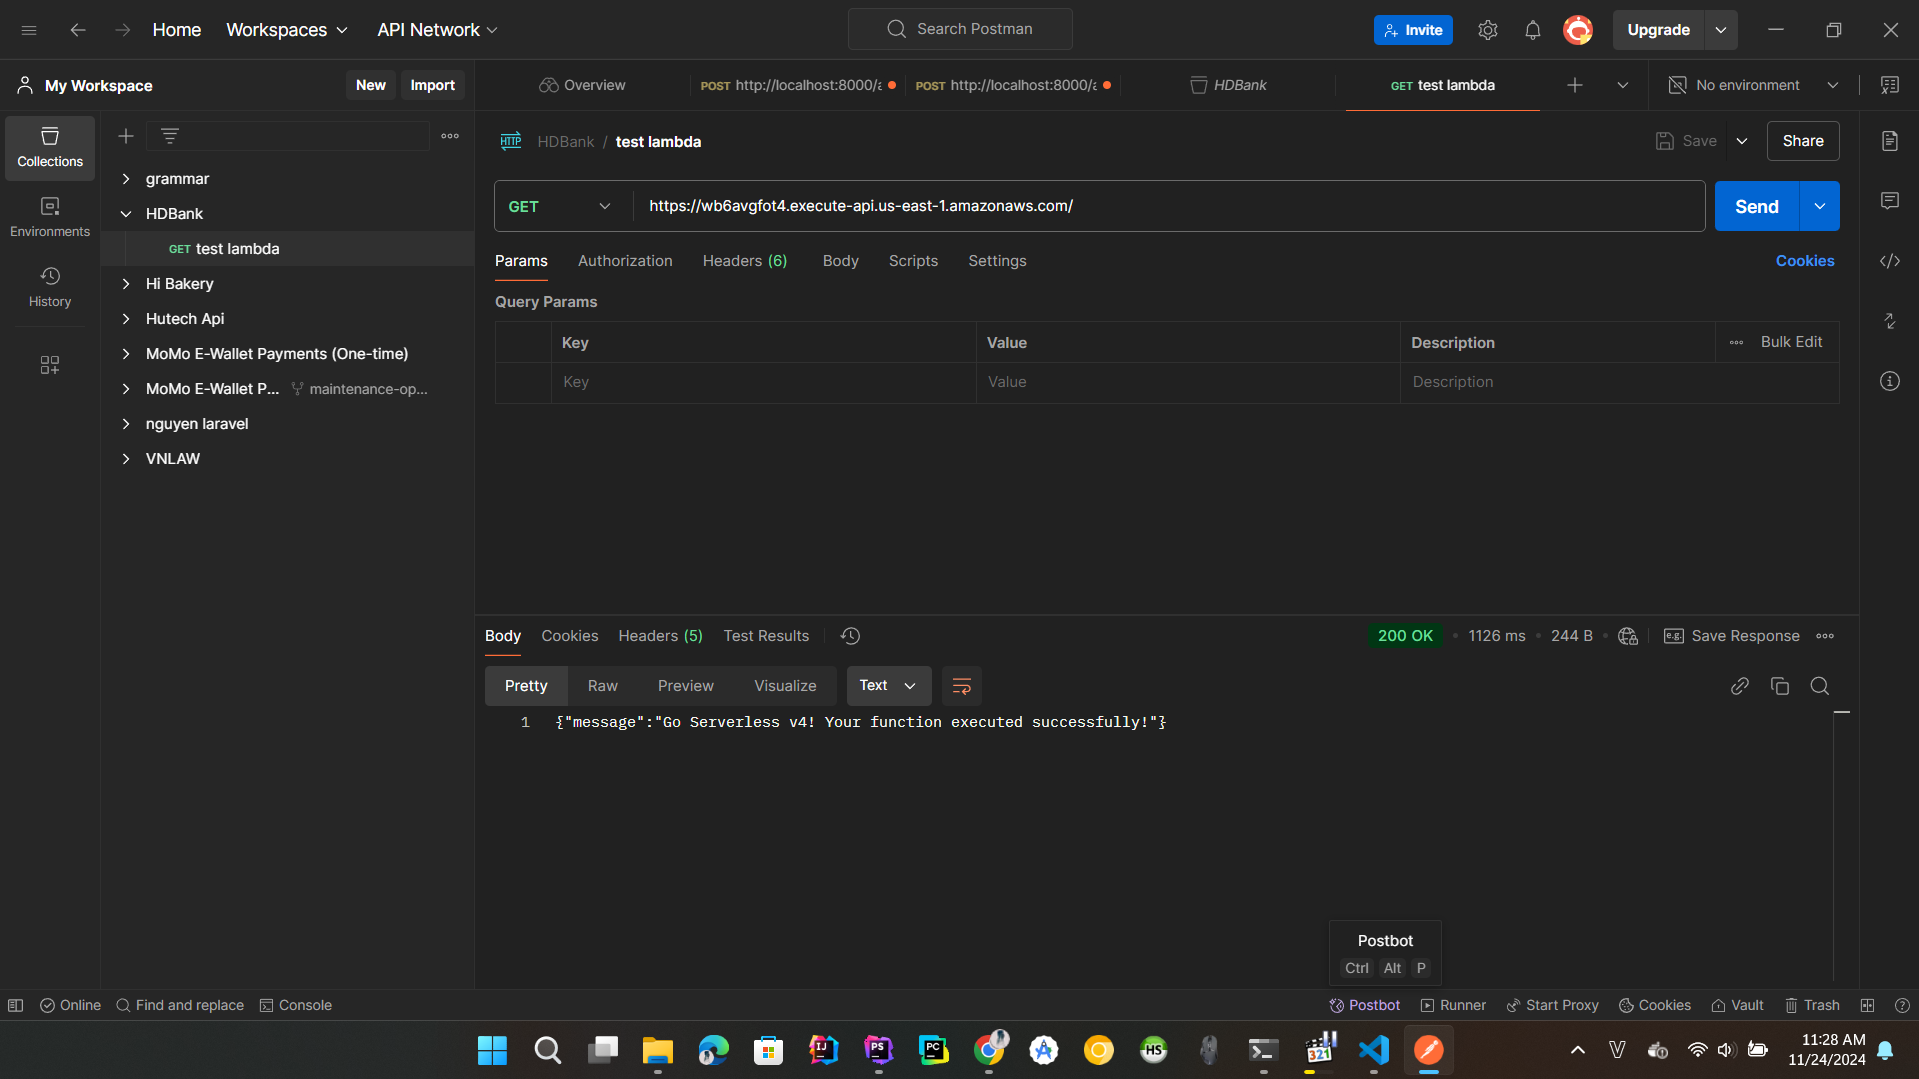 Home Workspaces API Network Search Postman Invite Upgrade
My Workspace New Import Overview POST http://localhost:8000/a POST http://localhost:8000/a HDBank GET test lambda No environment
Collections
Environments
History
grammar
HDBank
GET test lambda
Hi Bakery
Hutech Api
MoMo E-Wallet Payments (One-time)
MoMo E-Wallet P... maintenance-op...
nguyen laravel
VNLAW
HTTP HDBank / test lambda Save Share
GET https://wb6avgfot4.execute-api.us-east-1.amazonaws.com/ Send
Params Authorization Headers (6) Body Scripts Settings Cookies
Query Params
Key Value Description Bulk Edit
Key Value Description
Body Cookies Headers (5) Test Results 200 OK 1126 ms 244 B e.g. Save Response
Pretty Raw Preview Visualize Text
1 {"message":"Go Serverless v4! Your function executed successfully!"}
Postbot
Ctrl Alt P
Online Find and replace Console Postbot Runner Start Proxy Cookies Vault Trash
IJ PS PC HS 321 V
11:28 AM
11/24/2024